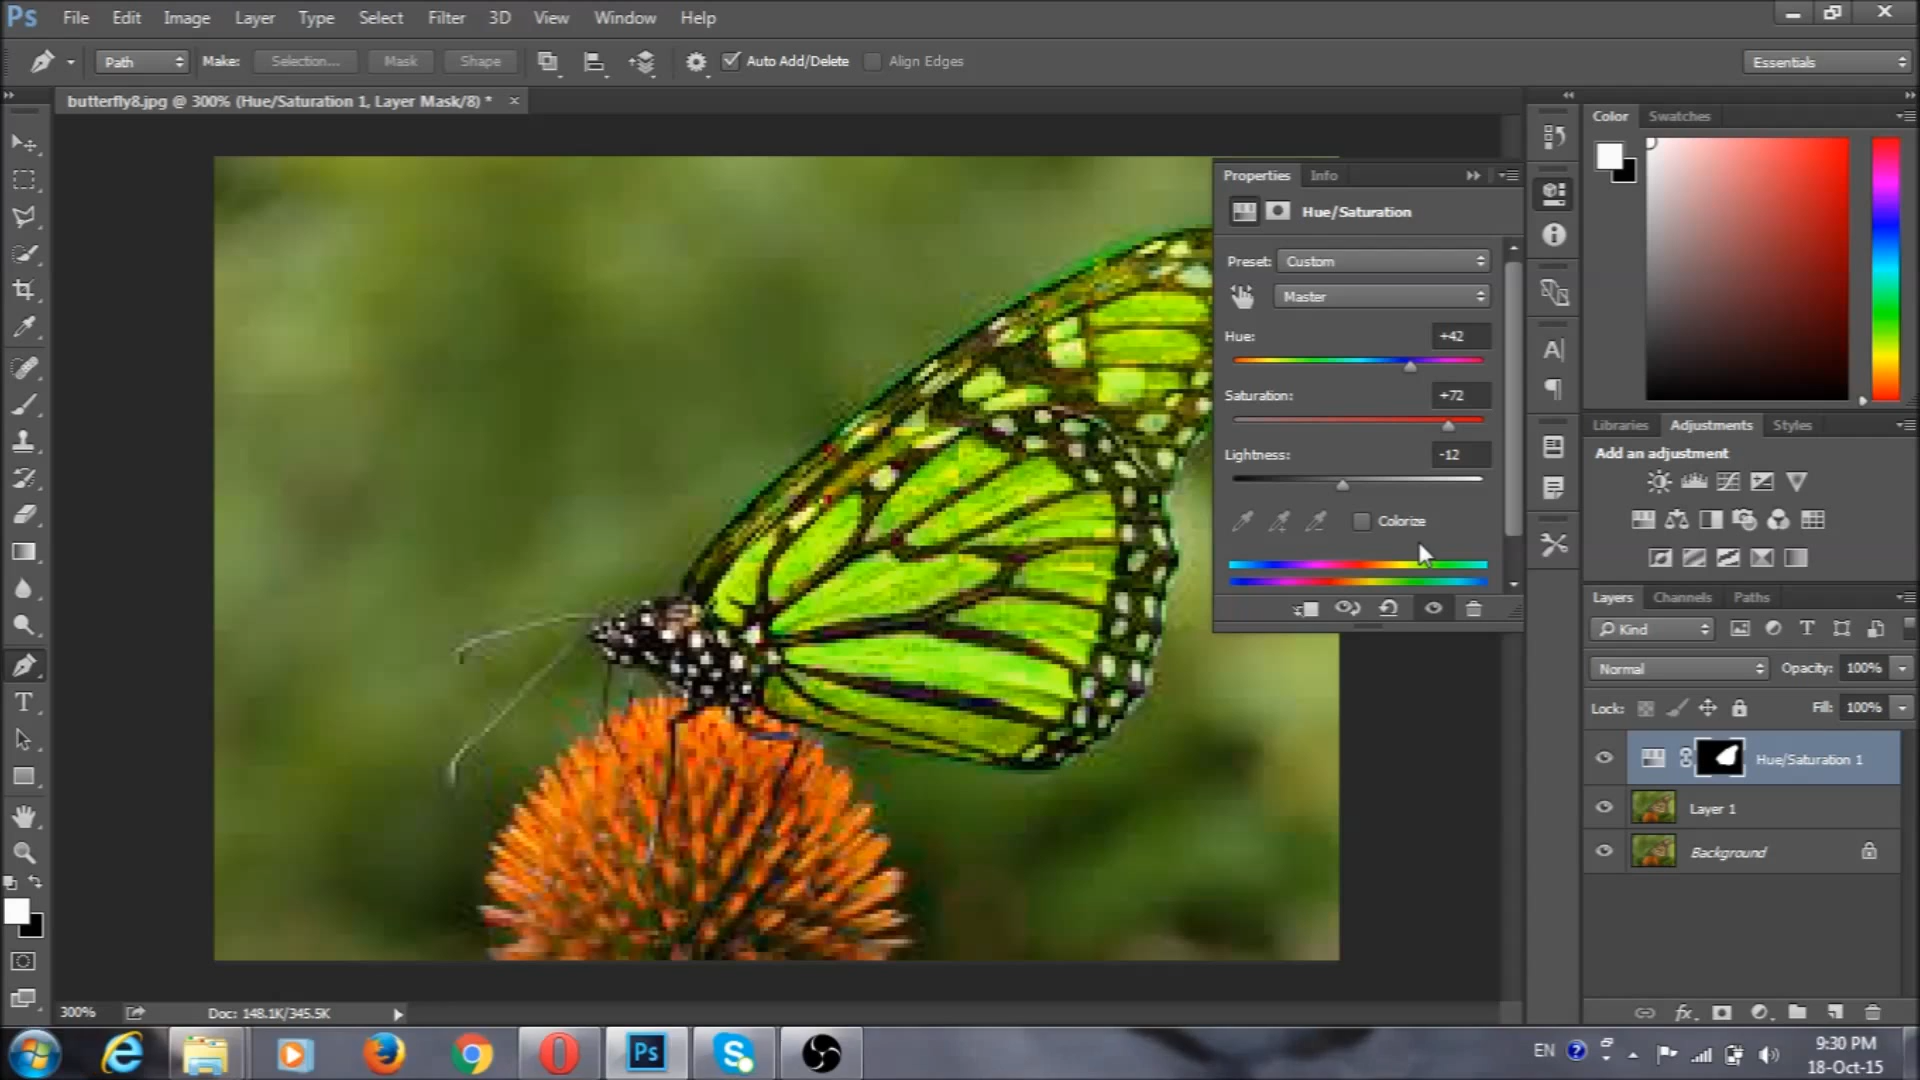 Ps File Edit Image Layer Type Select Filter 3D View Window Help
Path Make: Selection... Mask Shape Auto Add/Delete Align Edges Essentials
butterfly8.jpg @ 300% (Hue/Saturation 1, Layer Mask/8) *
Color Swatches
Properties Info
Hue/Saturation
Preset: Custom
Master
Hue: +42
Saturation: +72
Lightness: -12
Colorize
Libraries Adjustments Styles
Add an adjustment
Layers Channels Paths
Kind
Normal Opacity: 100%
Lock: Fill: 100%
Hue/Saturation 1
Layer 1
Background
300% Doc: 148.1K/345.5K
Ps EN 9:30 PM
18-Oct-15